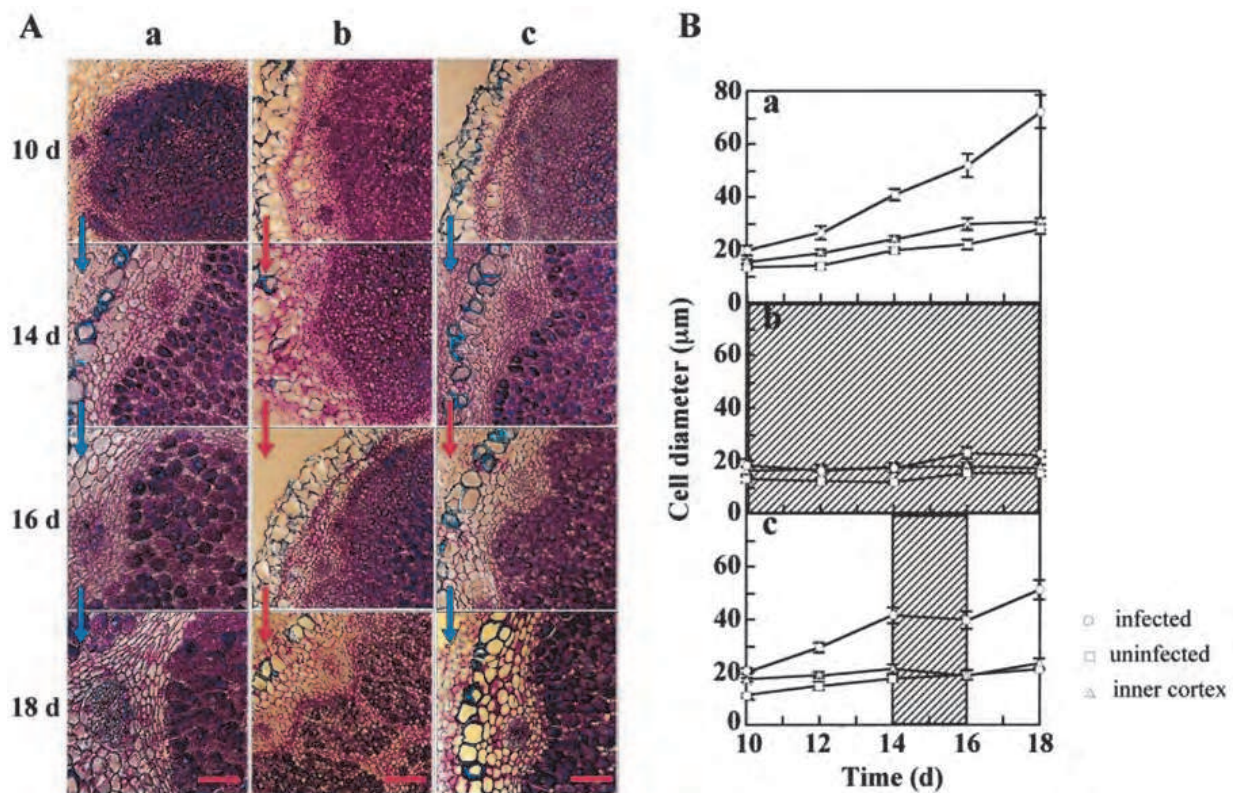 A
a b c
10 d
14 d
16 d
18 d
B
a
80
60
40
20
0
b
60
40
20
0
c
60
40
20
0
Cell diameter (μm)
10 12 14 16 18
Time (d)
infected
uninfected
inner cortex